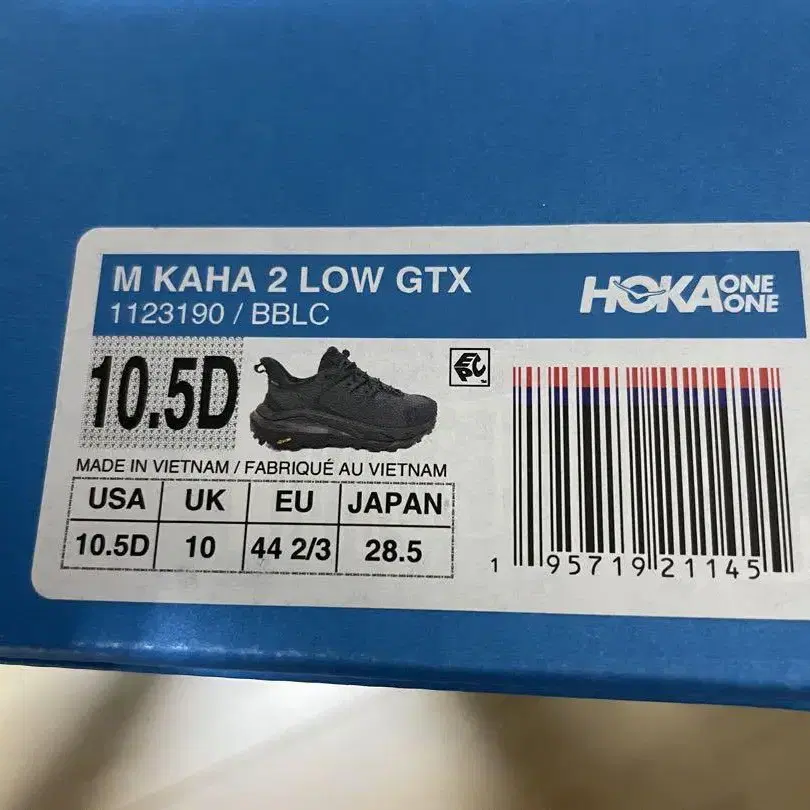 M KAHA 2 LOW GTX
1123190 / BBLC
HOKA ONE ONE
10.5D
EPC™
MADE IN VIETNAM / FABRIQUÉ AU VIETNAM
USA UK EU JAPAN
10.5D 10 44 2/3 28.5
1 95719 21145